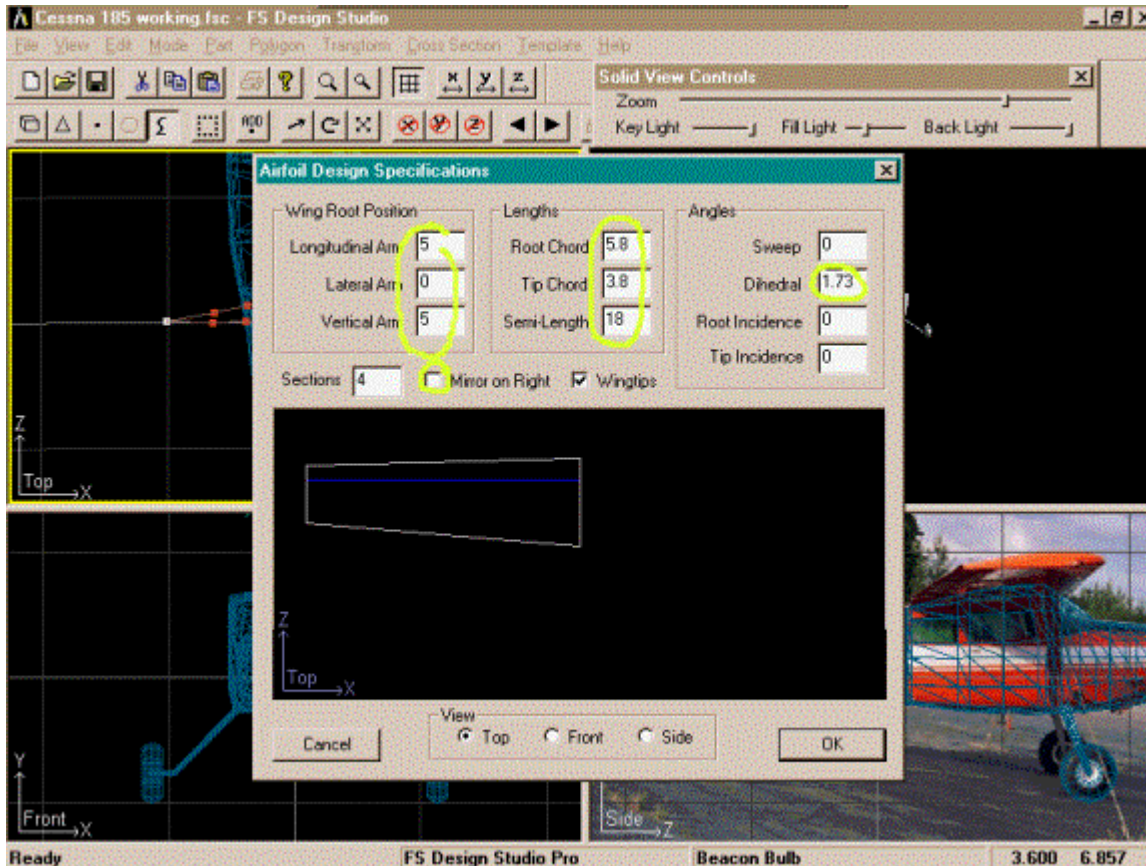 Cessna 185 working.fsc - FS Design Studio
File View Edit Mode Part Polygon Transform Cross Section Template Help
Solid View Controls
Zoom
Key Light Fill Light Back Light
Airfoil Design Specifications
Wing Root Position Lengths Angles
Longitudinal Arm 5 Root Chord 5.8 Sweep 0
Lateral Arm 0 Tip Chord 3.8 Dihedral 1.73
Vertical Arm 5 Semi-Length 18 Root Incidence 0
Tip Incidence 0
Sections 4 Mirror on Right Wingtips
Z
Top X
Z
Top X
View
Cancel Top Front Side OK
Y
Front X
Side Z
Ready FS Design Studio Pro Beacon Bulb 3.600 6.857